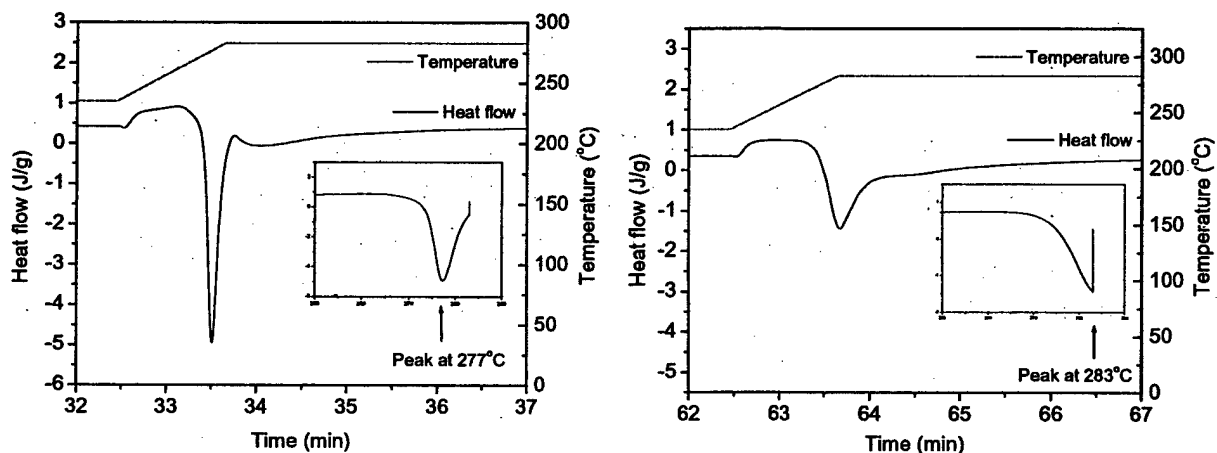 3
2
1
0
-1
-2
-3
-4
-5
-6
Heat flow (J/g)
300
250
200
150
100
50
0
Temperature (°C)
Temperature
Heat flow
Peak at 277°C
32 33 34 35 36 37
Time (min)
3
2
1
0
-1
-2
-3
-4
-5
Heat flow (J/g)
300
250
200
150
100
50
0
Temperature (°C)
Temperature
Heat flow
Peak at 283°C
62 63 64 65 66 67
Time (min)